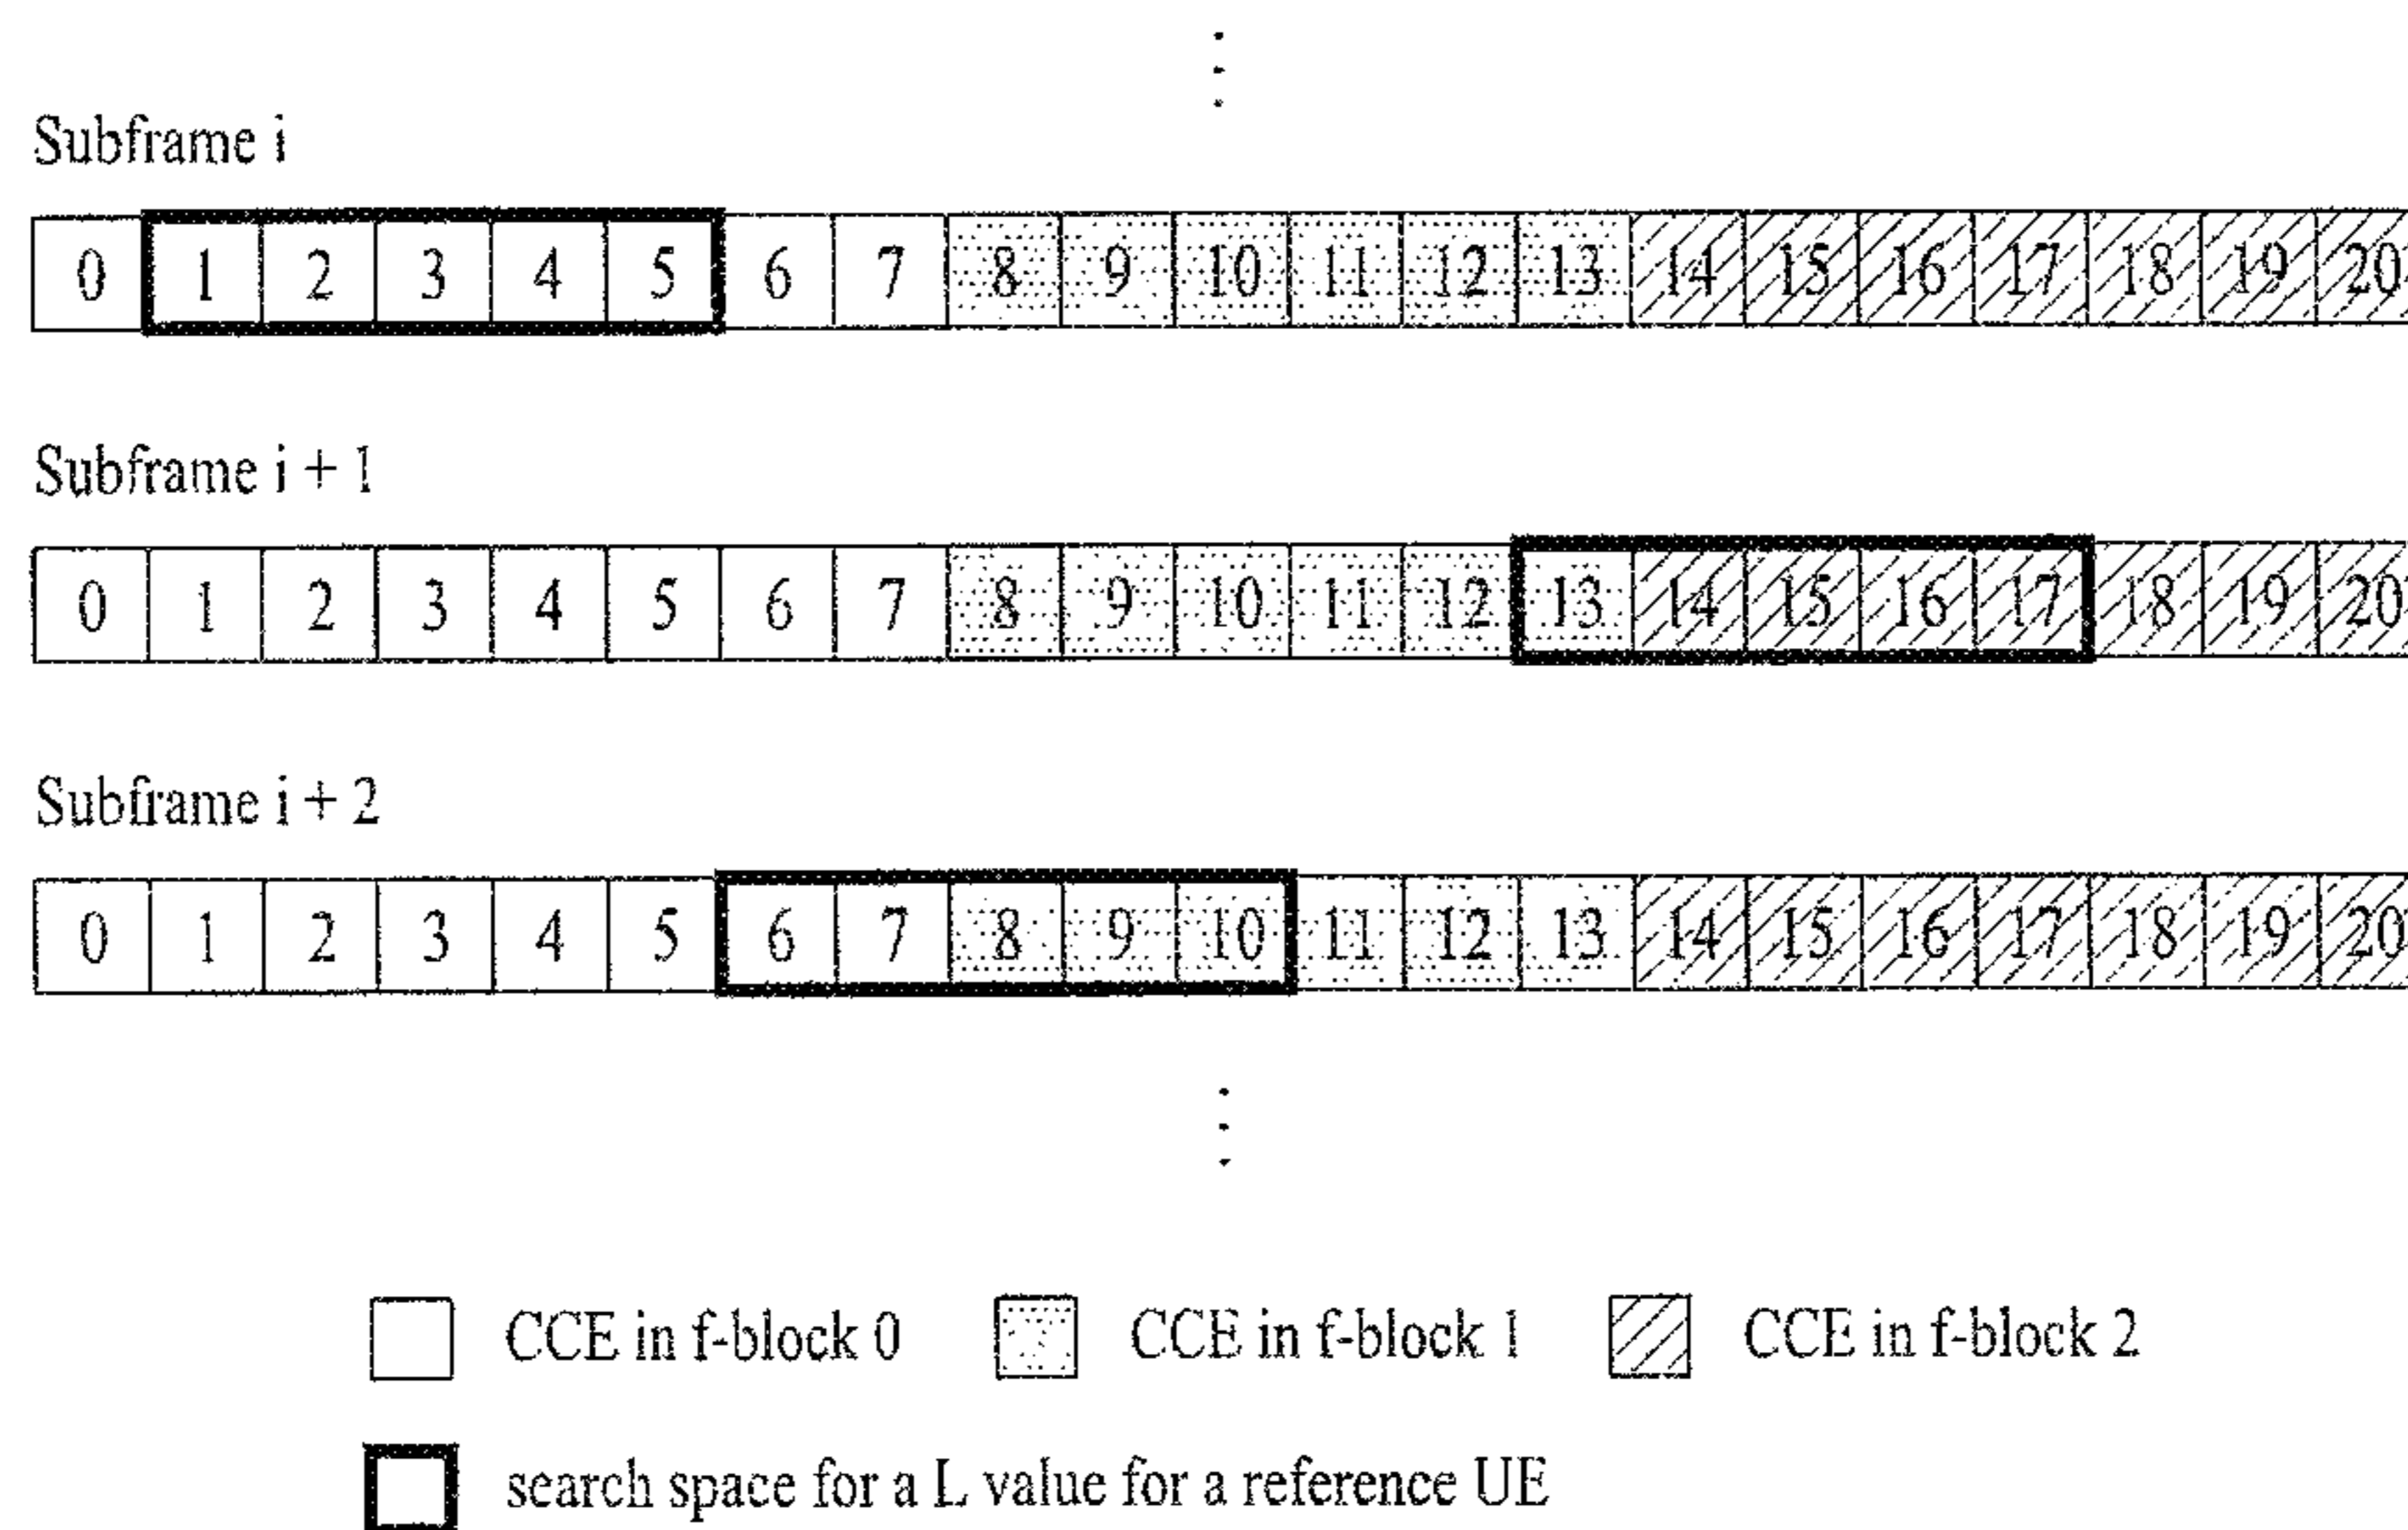 Subframe i
0 1 2 3 4 5 6 7 8 9 10 11 12 13 14 15 16 17 18 19 20
Subframe i + 1
0 1 2 3 4 5 6 7 8 9 10 11 12 13 14 15 16 17 18 19 20
Subframe i + 2
0 1 2 3 4 5 6 7 8 9 10 11 12 13 14 15 16 17 18 19 20
CCE in f-block 0 CCE in f-block 1 CCE in f-block 2
search space for a L value for a reference UE